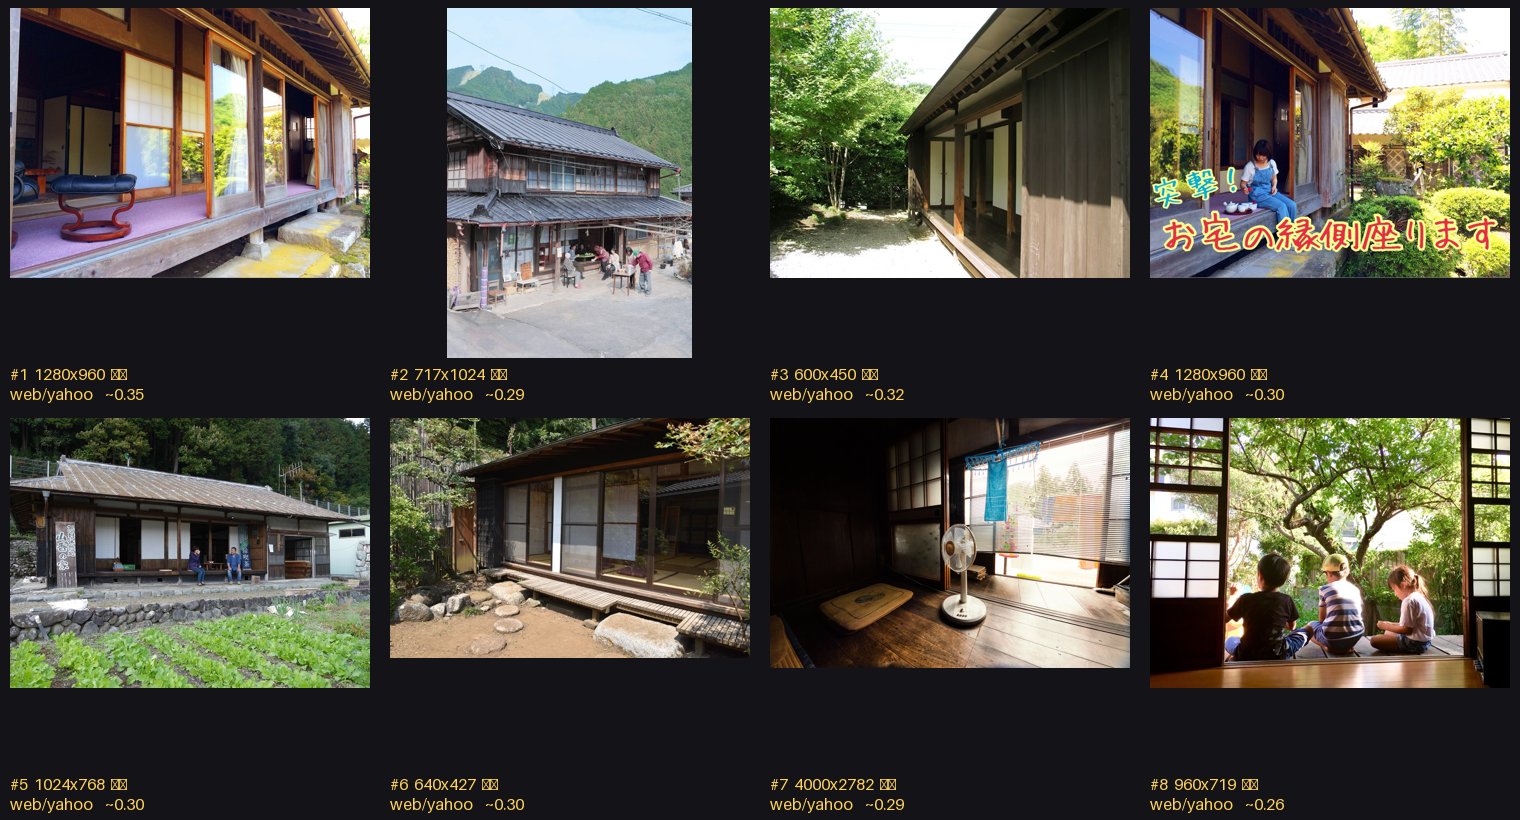 #1 1280x960
web/yahoo ~0.35
#2 717x1024
web/yahoo ~0.29
#3 600x450
web/yahoo ~0.32
突撃!
お宅の縁側座ります
#4 1280x960
web/yahoo ~0.30
#5 1024x768
web/yahoo ~0.30
#6 640x427
web/yahoo ~0.30
#7 4000x2782
web/yahoo ~0.29
#8 960x719
web/yahoo ~0.26